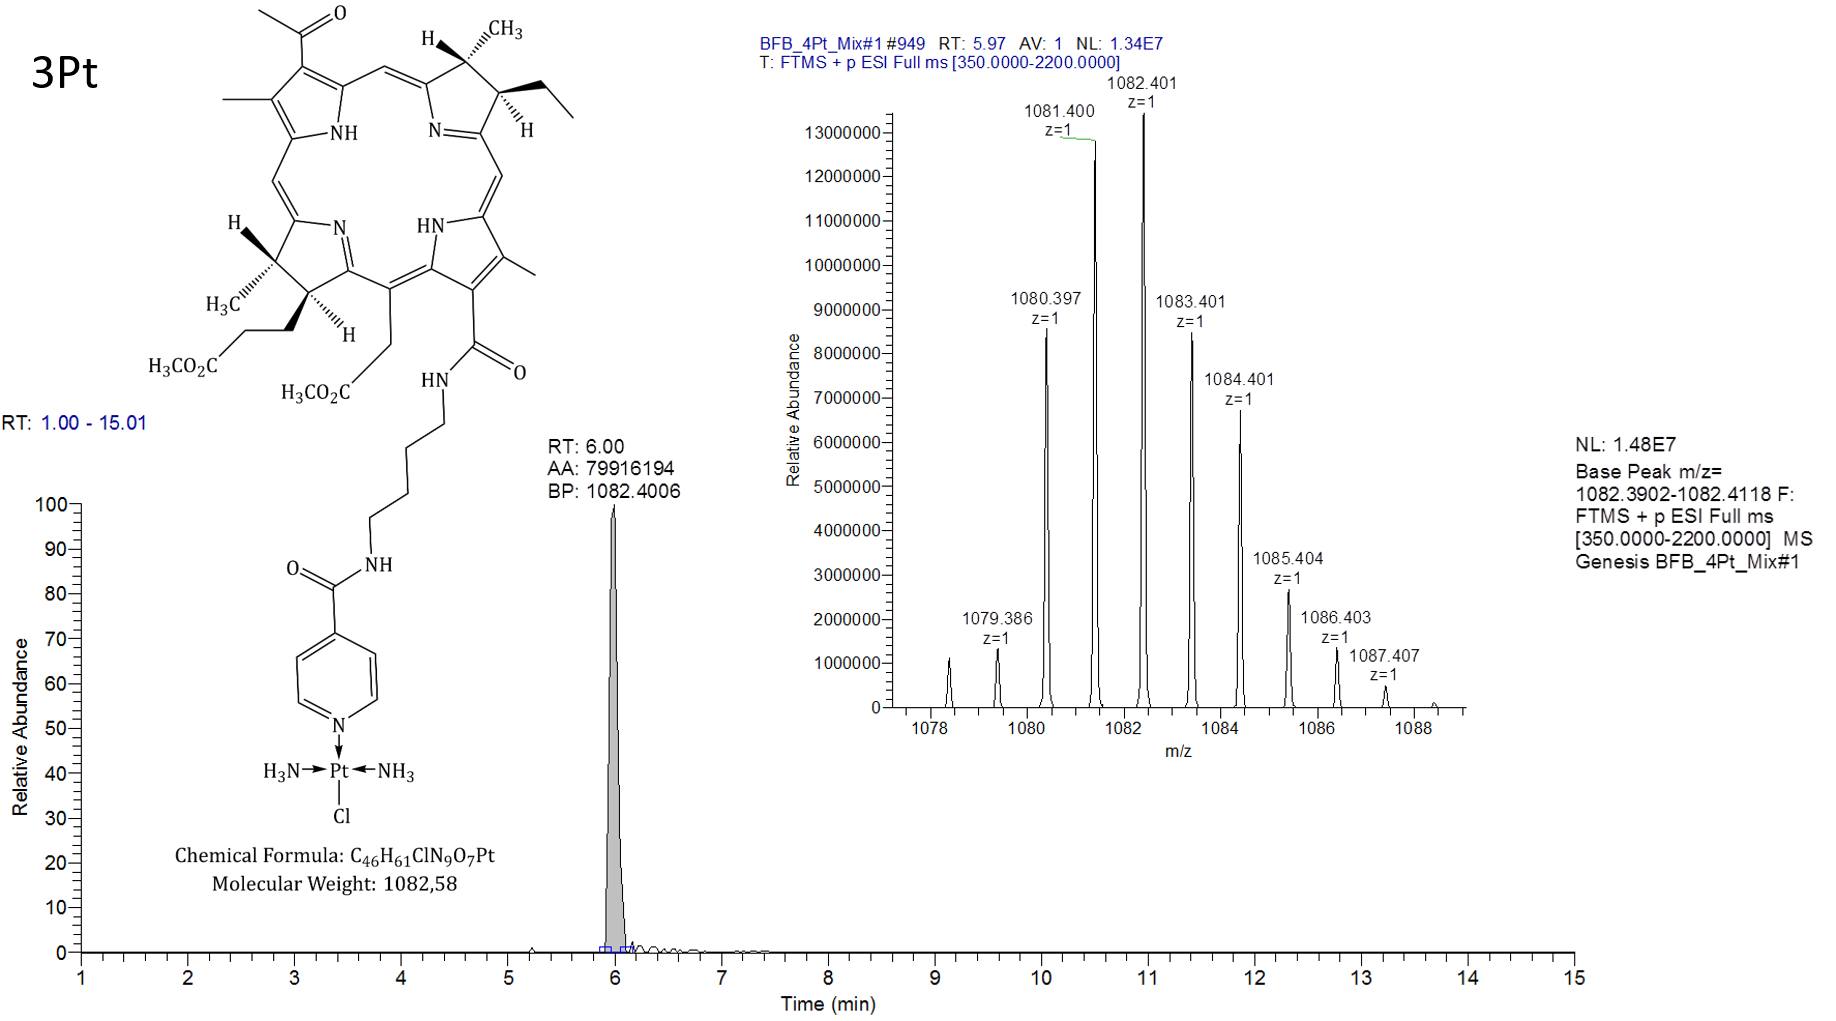 3Pt
O
H
CH3
NH
N
H
H
N
HN
H3C
H
H3CO2C
H3CO2C
HN
O
O
NH
N
H3N
Pt
NH3
Cl
Chemical Formula: C46H61ClN9O7Pt
Molecular Weight: 1082,58
RT: 1.00 - 15.01
RT: 6.00
AA: 79916194
BP: 1082.4006
Relative Abundance
100
90
80
70
60
50
40
30
20
10
0
1 2 3 4 5 6 7 8 9 10 11 12 13 14 15
Time (min)
BFB_4Pt_Mix#1 #949 RT: 5.97 AV: 1 NL: 1.34E7
T: FTMS + p ESI Full ms [350.0000-2200.0000]
1082.401
z=1
1081.400
z=1
1080.397
z=1
1083.401
z=1
1084.401
z=1
1085.404
z=1
1079.386
z=1
1086.403
z=1
1087.407
z=1
Relative Abundance
13000000
12000000
11000000
10000000
9000000
8000000
7000000
6000000
5000000
4000000
3000000
2000000
1000000
0
1078 1080 1082 1084 1086 1088
m/z
NL: 1.48E7
Base Peak m/z=
1082.3902-1082.4118 F:
FTMS + p ESI Full ms
[350.0000-2200.0000] MS
Genesis BFB_4Pt_Mix#1